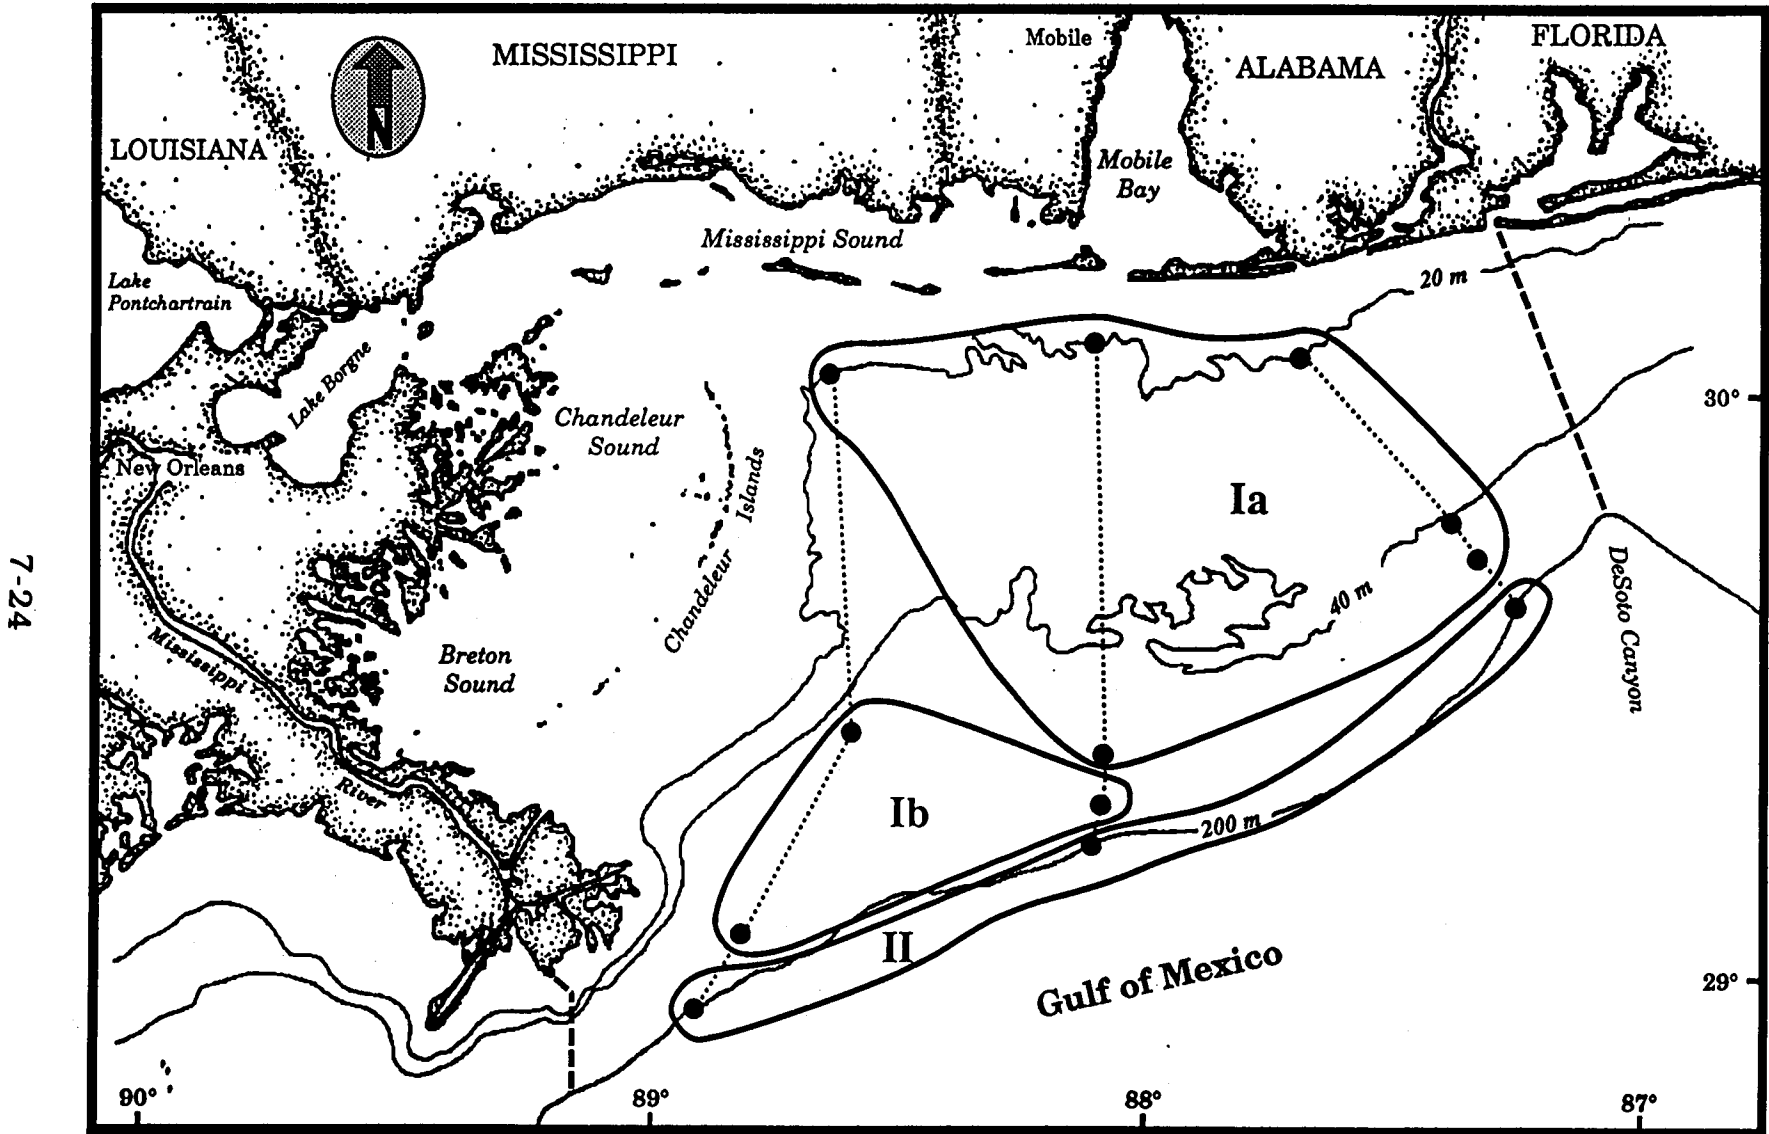 MISSISSIPPI
Mobile
ALABAMA
FLORIDA
N
LOUISIANA
Mobile
Bay
Mississippi Sound
Lake
Pontchartrain
20 m
Lake Borgne
30°
Chandeleur
Sound
New Orleans
Chandeleur Islands
Ia
7-24
40 m
DeSoto Canyon
Mississippi
River
Breton
Sound
Ib
200 m
II
Gulf of Mexico
29°
90°
89°
88°
87°